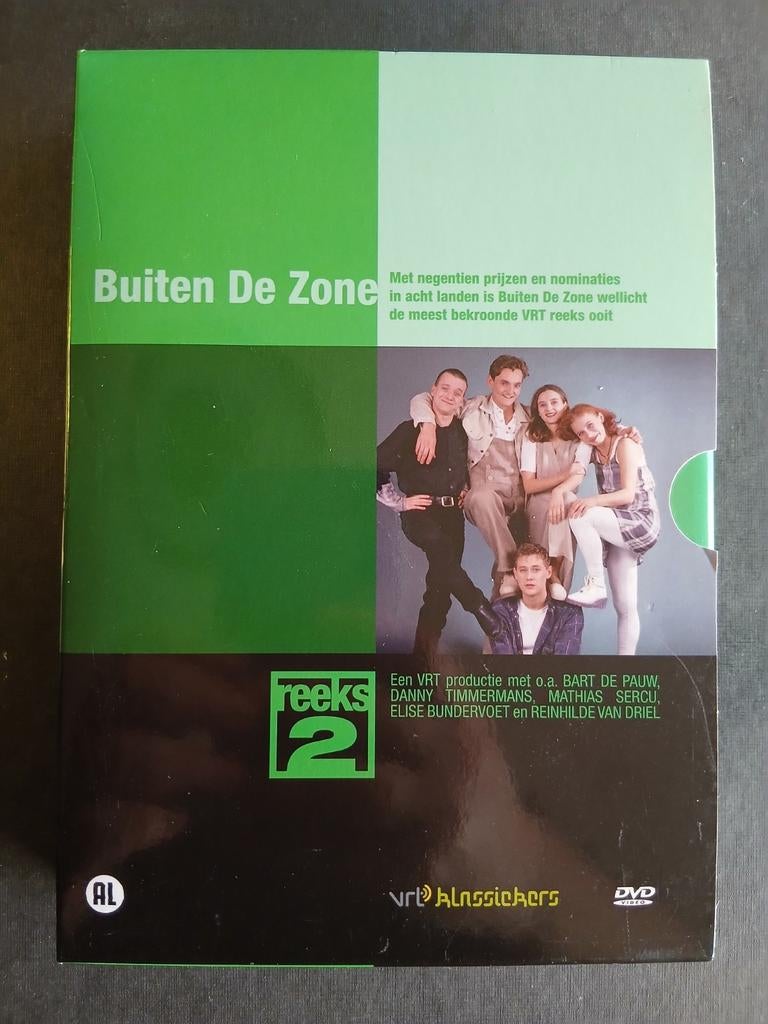 Buiten De Zone
Met negentien prijzen en nominaties
in acht landen is Buiten De Zone wellicht
de meest bekroonde VRT reeks ooit
reeks
2
Een VRT productie met o.a. BART DE PAUW,
DANNY TIMMERMANS, MATHIAS SERCU,
ELISE BUNDERVOET en REINHILDE VAN DRIEL
AL
vrt klassiekers
DVD
VIDEO